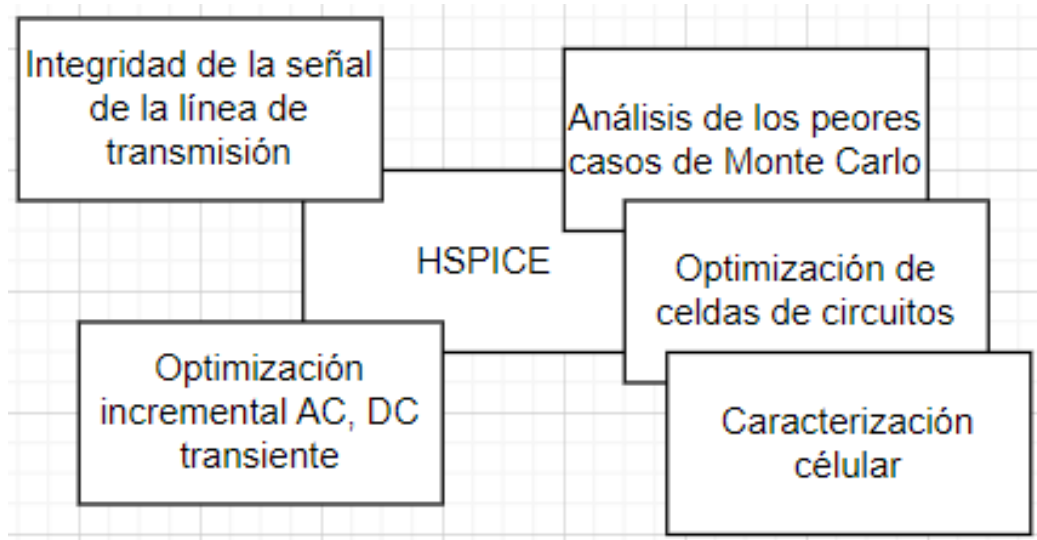 Integridad de la señal
de la línea de
transmisión
Análisis de los peores
casos de Monte Carlo
HSPICE
Optimización de
celdas de circuitos
Optimización
incremental AC, DC
transiente
Caracterización
célular